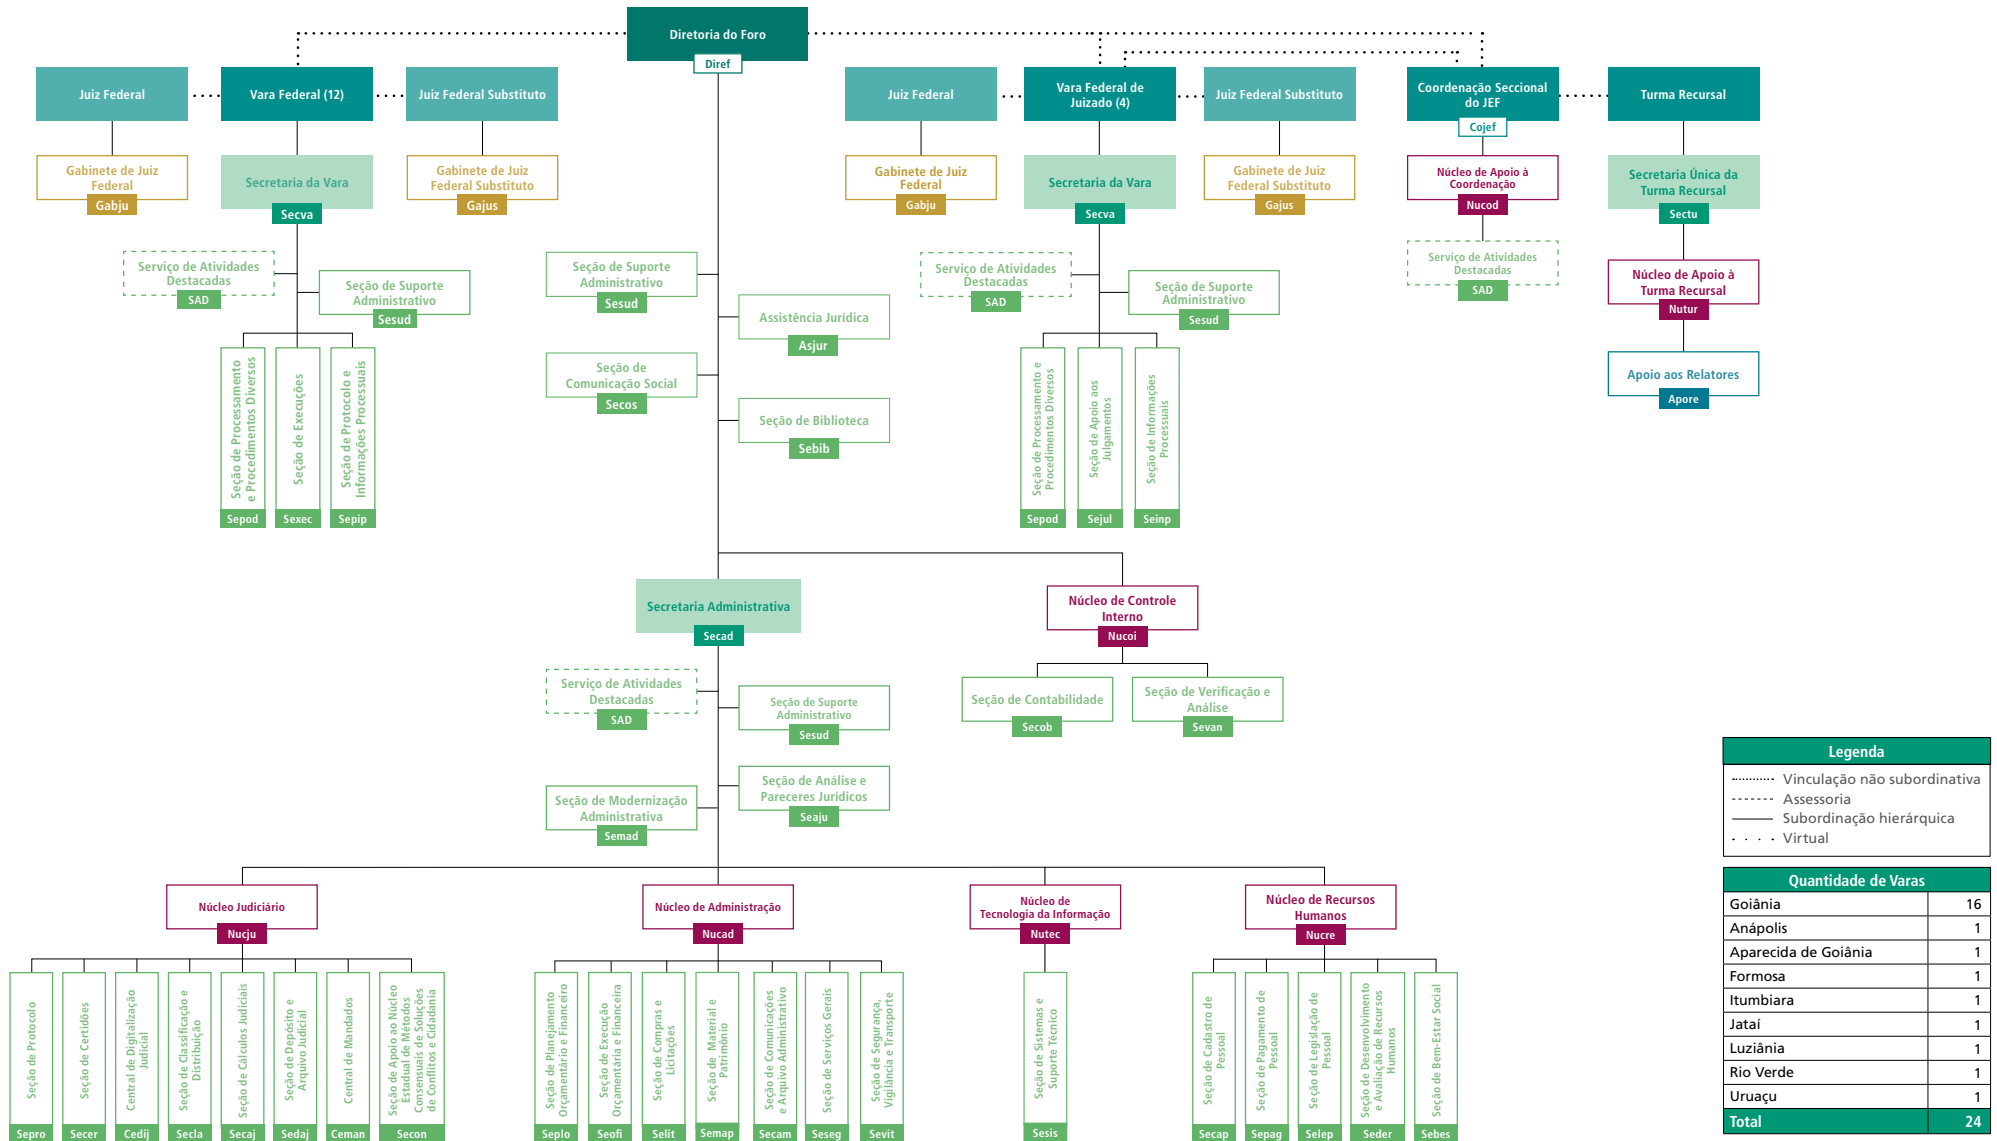 Diretoria do Foro
Diref
Juiz Federal
Vara Federal (12)
Juiz Federal Substituto
Juiz Federal
Vara Federal de
Juizado (4)
Juiz Federal Substituto
Coordenação Seccional
do JEF
Cojef
Turma Recursal
Gabinete de Juiz
Federal
Gabju
Secretaria da Vara
Secva
Gabinete de Juiz
Federal Substituto
Gajus
Gabinete de Juiz
Federal
Gabju
Secretaria da Vara
Secva
Gabinete de Juiz
Federal Substituto
Gajus
Núcleo de Apoio à
Coordenação
Nucod
Secretaria Única da
Turma Recursal
Sectu
Serviço de Atividades
Destacadas
SAD
Seção de Suporte
Administrativo
Sesud
Seção de Suporte
Administrativo
Sesud
Assistência Jurídica
Asjur
Serviço de Atividades
Destacadas
SAD
Seção de Suporte
Administrativo
Sesud
Serviço de Atividades
Destacadas
SAD
Núcleo de Apoio à
Turma Recursal
Nutur
Seção de Processamento
e Procedimentos Diversos
Sepod
Seção de Execuções
Sexec
Seção de Protocolo e
Informações Processuais
Sepip
Seção de
Comunicação Social
Secos
Seção de Biblioteca
Sebib
Seção de Processamento e
Procedimentos Diversos
Sepod
Seção de Apoio aos
Julgamentos
Sejul
Seção de Informações
Processuais
Seinp
Apoio aos Relatores
Apore
Secretaria Administrativa
Secad
Núcleo de Controle
Interno
Nucoi
Serviço de Atividades
Destacadas
SAD
Seção de Suporte
Administrativo
Sesud
Seção de Contabilidade
Secob
Seção de Verificação e
Análise
Sevan
Seção de Modernização
Administrativa
Semad
Seção de Análise e
Pareceres Jurídicos
Seaju
Núcleo Judiciário
Nucju
Núcleo de Administração
Nucad
Núcleo de
Tecnologia da Informação
Nutec
Núcleo de Recursos
Humanos
Nucre
Seção de Protocolo
Sepro
Seção de Certidões
Secer
Central de Digitalização
Judicial
Cedij
Seção de Classificação e
Distribuição
Secla
Seção de Cálculos Judiciais
Secaj
Seção de Depósito e
Arquivo Judicial
Sedaj
Central de Mandados
Ceman
Seção de Apoio ao Núcleo
Estadual de Métodos
Consensuais de Soluções
de Conflitos e Cidadania
Secon
Seção de Planejamento
Orçamentário e Financeiro
Seplo
Seção de Execução
Orçamentária e Financeira
Seofi
Seção de Compras e
Licitações
Selit
Seção de Material e
Patrimônio
Semap
Seção de Comunicações
e Arquivo Administrativo
Secam
Seção de Serviços Gerais
Seseg
Seção de Segurança,
Vigilância e Transporte
Sevit
Seção de Sistemas e
Suporte Técnico
Sesis
Seção de Cadastro de
Pessoal
Secap
Seção de Pagamento de
Pessoal
Sepag
Seção de Legislação de
Pessoal
Selep
Seção de Desenvolvimento
e Avaliação de Recursos
Humanos
Seder
Seção de Bem-Estar Social
Sebes
Legenda
Vinculação não subordinativa
Assessoria
Subordinação hierárquica
Virtual
Quantidade de Varas
Goiânia 16
Anápolis 1
Aparecida de Goiânia 1
Formosa 1
Itumbiara 1
Jataí 1
Luziânia 1
Rio Verde 1
Uruaçu 1
Total 24